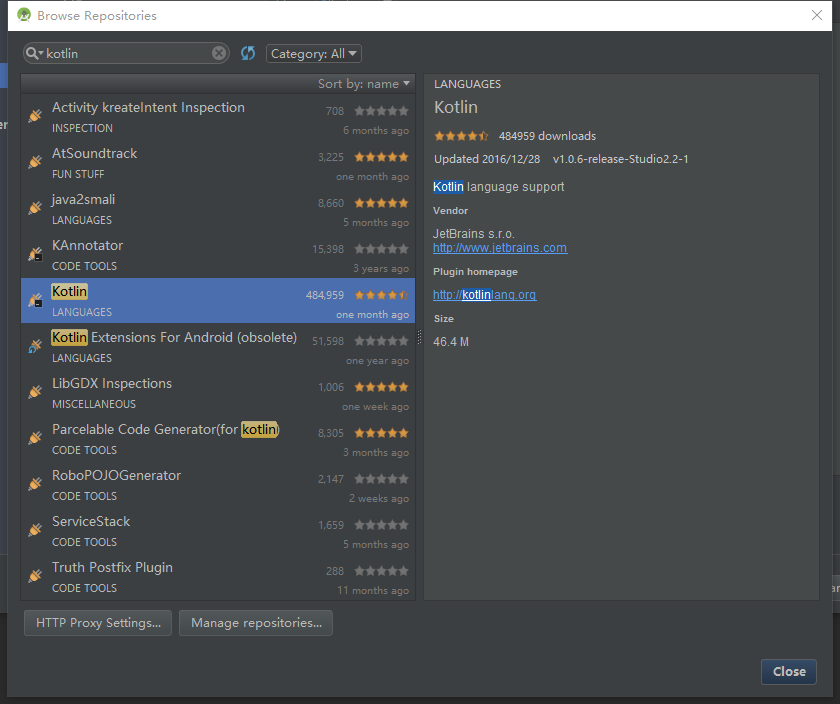 Browse Repositories
kotlin
Category: All
Sort by: name
Activity kreateIntent Inspection 708
INSPECTION 6 months ago
AtSoundtrack 3,225
FUN STUFF one month ago
java2smali 8,660
LANGUAGES 5 months ago
KAnnotator 15,398
CODE TOOLS 3 years ago
Kotlin 484,959
LANGUAGES one month ago
Kotlin Extensions For Android (obsolete) 51,598
LANGUAGES one year ago
LibGDX Inspections 1,006
MISCELLANEOUS one week ago
Parcelable Code Generator(for kotlin) 8,305
CODE TOOLS 3 months ago
RoboPOJOGenerator 2,147
CODE TOOLS 2 weeks ago
ServiceStack 1,659
CODE TOOLS 5 months ago
Truth Postfix Plugin 288
CODE TOOLS 11 months ago
LANGUAGES
Kotlin
484959 downloads
Updated 2016/12/28 v1.0.6-release-Studio2.2-1
Kotlin language support
Vendor
JetBrains s.r.o.
http://www.jetbrains.com
Plugin homepage
http://kotlinlang.org
Size
46.4 M
HTTP Proxy Settings...
Manage repositories...
Close